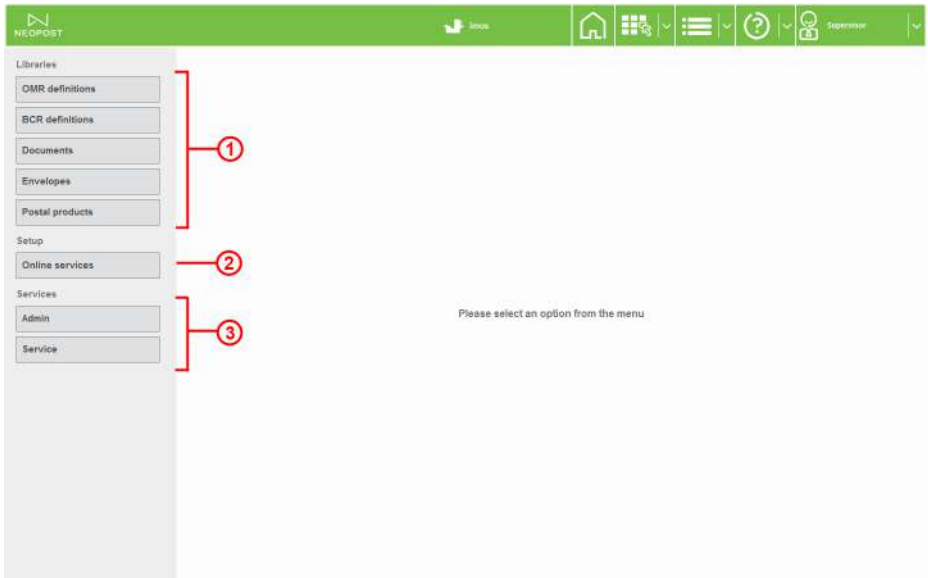 NEOPOST
Supervisor
Libraries
OMR definitions
BCR definitions
Documents
Envelopes
Postal products
1
Setup
Online services
2
Services
Admin
Service
3
Please select an option from the menu